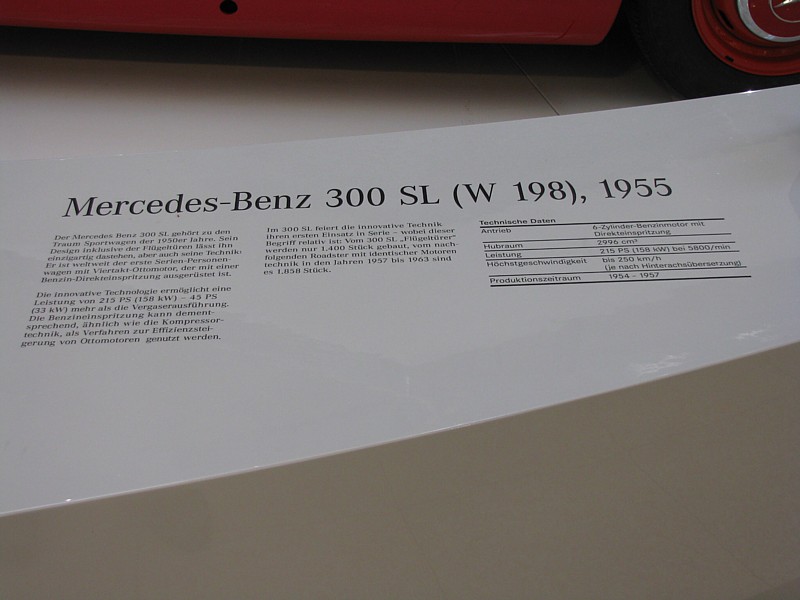 Mercedes-Benz 300 SL (W 198), 1955
Der Mercedes Benz 300 SL gehört zu den
Traum Sportwagen der 1950er Jahre. Sein
Design inklusive der Flügeltüren lässt ihn
einzigartig dastehen, aber auch seine Technik:
Er ist weltweit der erste Serien-Personen-
wagen mit Viertakt-Ottomotor, der mit einer
Benzin-Direkteinspritzung ausgerüstet ist.
Die innovative Technologie ermöglicht eine
Leistung von 215 PS (158 kW) – 45 PS
(33 kW) mehr als die Vergaserausführung.
Die Benzineinspritzung kann dement-
sprechend, ähnlich wie die Kompressor-
technik, als Verfahren zur Effizienzstei-
gerung von Ottomotoren genutzt werden.
Im 300 SL feiert die innovative Technik
ihren ersten Einsatz in Serie – wobei dieser
Begriff relativ ist: Vom 300 SL „Flügeltürer"
werden nur 1.400 Stück gebaut, vom nach-
folgenden Roadster mit identischer Motoren
technik in den Jahren 1957 bis 1963 sind
es 1.858 Stück.
Technische Daten
Antrieb 6-Zylinder-Benzinmotor mit
Direkteinspritzung
Hubraum 2996 cm³
Leistung 215 PS (158 kW) bei 5800/min
Höchstgeschwindigkeit bis 250 km/h
(je nach Hinterachsübersetzung)
Produktionszeitraum 1954 - 1957